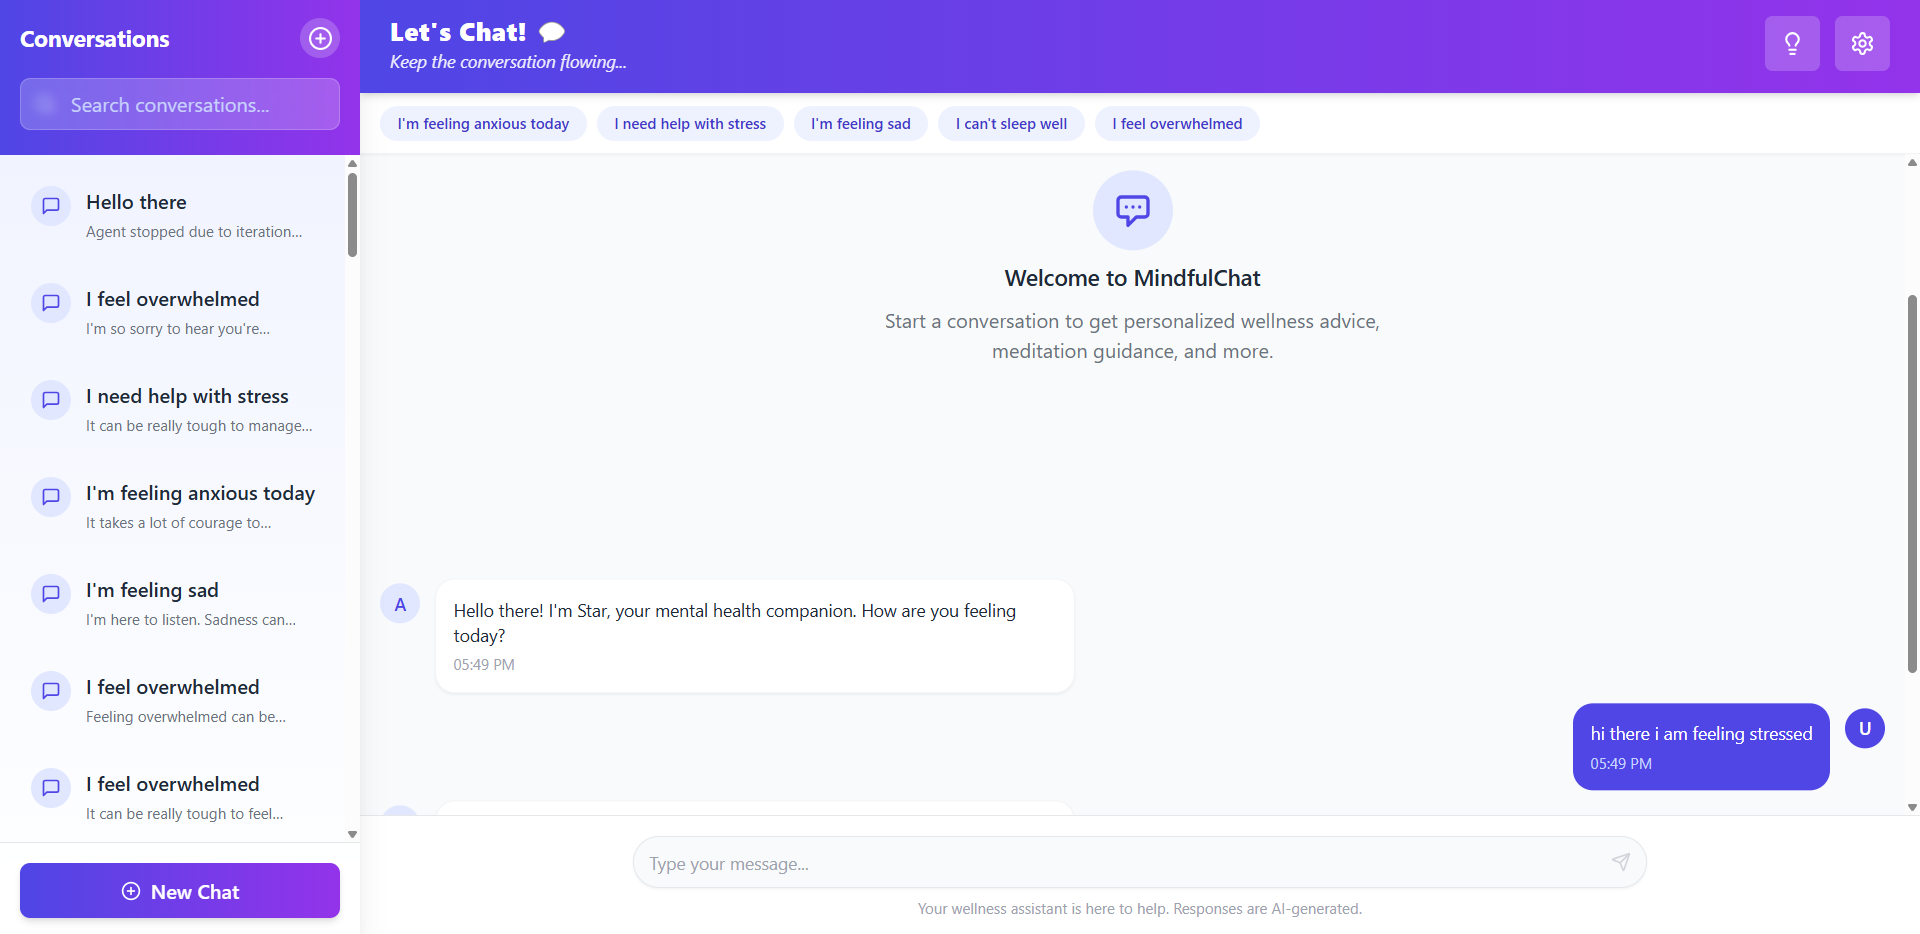 Conversations
Search conversations...
Hello there
Agent stopped due to iteration...
I feel overwhelmed
I'm so sorry to hear you're...
I need help with stress
It can be really tough to manage...
I'm feeling anxious today
It takes a lot of courage to...
I'm feeling sad
I'm here to listen. Sadness can...
I feel overwhelmed
Feeling overwhelmed can be...
I feel overwhelmed
It can be really tough to feel...
New Chat
Let's Chat!
Keep the conversation flowing...
I'm feeling anxious today
I need help with stress
I'm feeling sad
I can't sleep well
I feel overwhelmed
Welcome to MindfulChat
Start a conversation to get personalized wellness advice,
meditation guidance, and more.
A
Hello there! I'm Star, your mental health companion. How are you feeling
today?
05:49 PM
hi there i am feeling stressed
05:49 PM
U
Type your message...
Your wellness assistant is here to help. Responses are AI-generated.